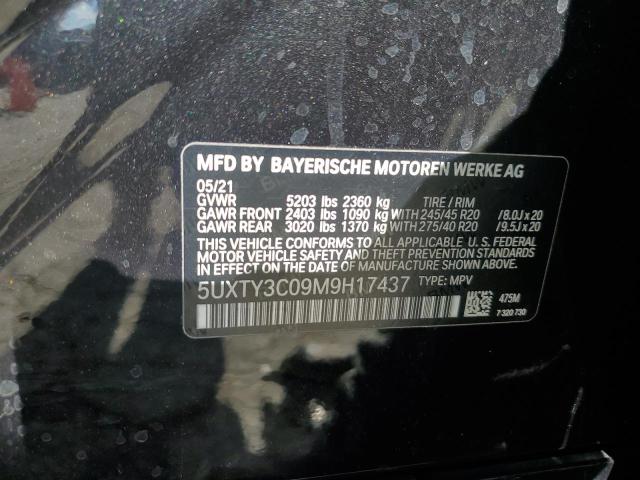 MFD BY BAYERISCHE MOTOREN WERKE AG
05/21
GVWR 5203 lbs 2360 kg TIRE / RIM
GAWR FRONT 2403 lbs 1090 kg WITH 245/45 R20 /8.0J x 20
GAWR REAR 3020 lbs 1370 kg WITH 275/40 R20 /9.5J x 20
THIS VEHICLE CONFORMS TO ALL APPLICABLE U. S. FEDERAL
MOTOR VEHICLE SAFETY AND THEFT PREVENTION STANDARDS
IN EFFECT ON THE DATE OF MANUFACTURE SHOWN ABOVE.
5UXTY3C09M9H17437 TYPE: MPV
475M
7 320 730